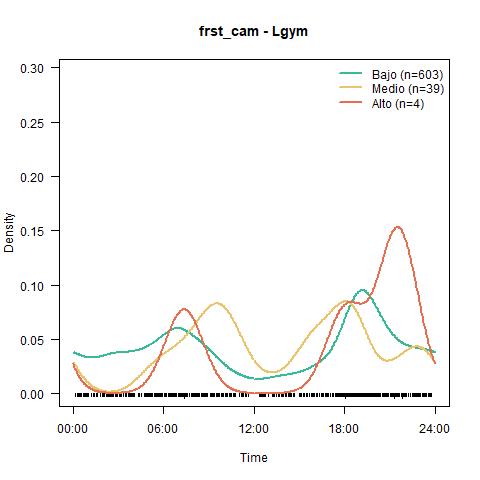 frst_cam - Lgym
Bajo (n=603)
Medio (n=39)
Alto (n=4)
0.30
0.25
0.20
0.15
0.10
0.05
0.00
Density
00:00 06:00 12:00 18:00 24:00
Time